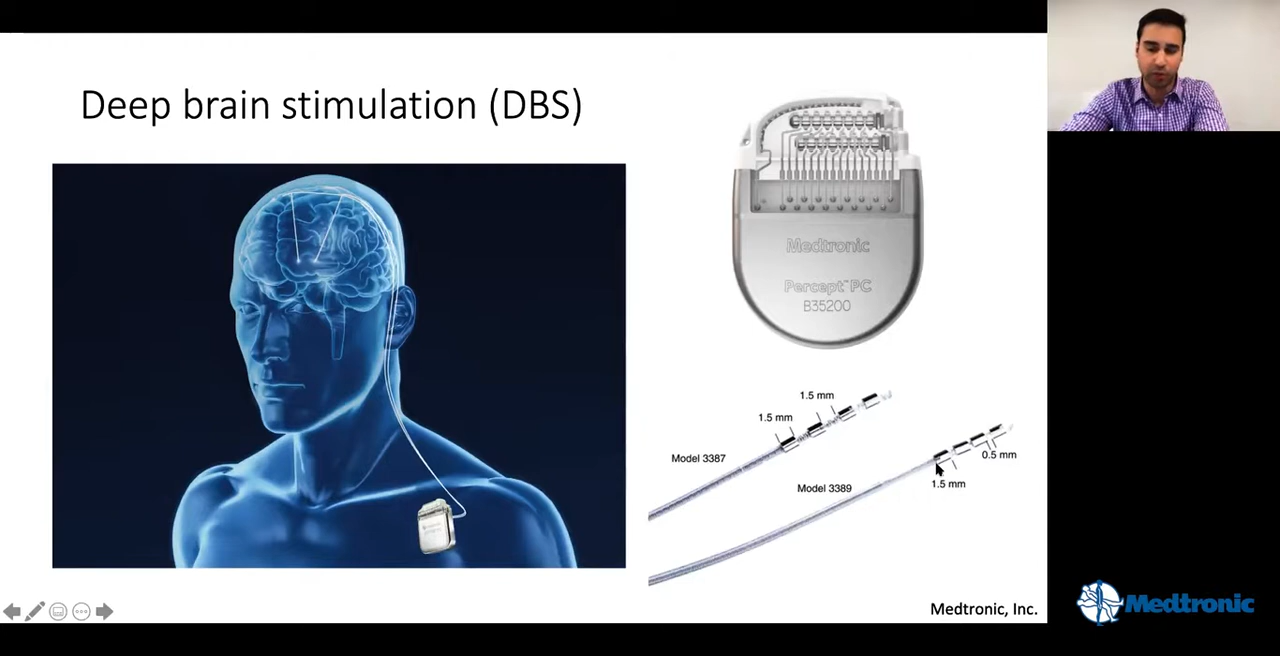 Deep brain stimulation (DBS)
Medtronic
Percept™ PC
B35200
1.5 mm
1.5 mm
Model 3387
0.5 mm
1.5 mm
Model 3389
Medtronic, Inc.
Medtronic